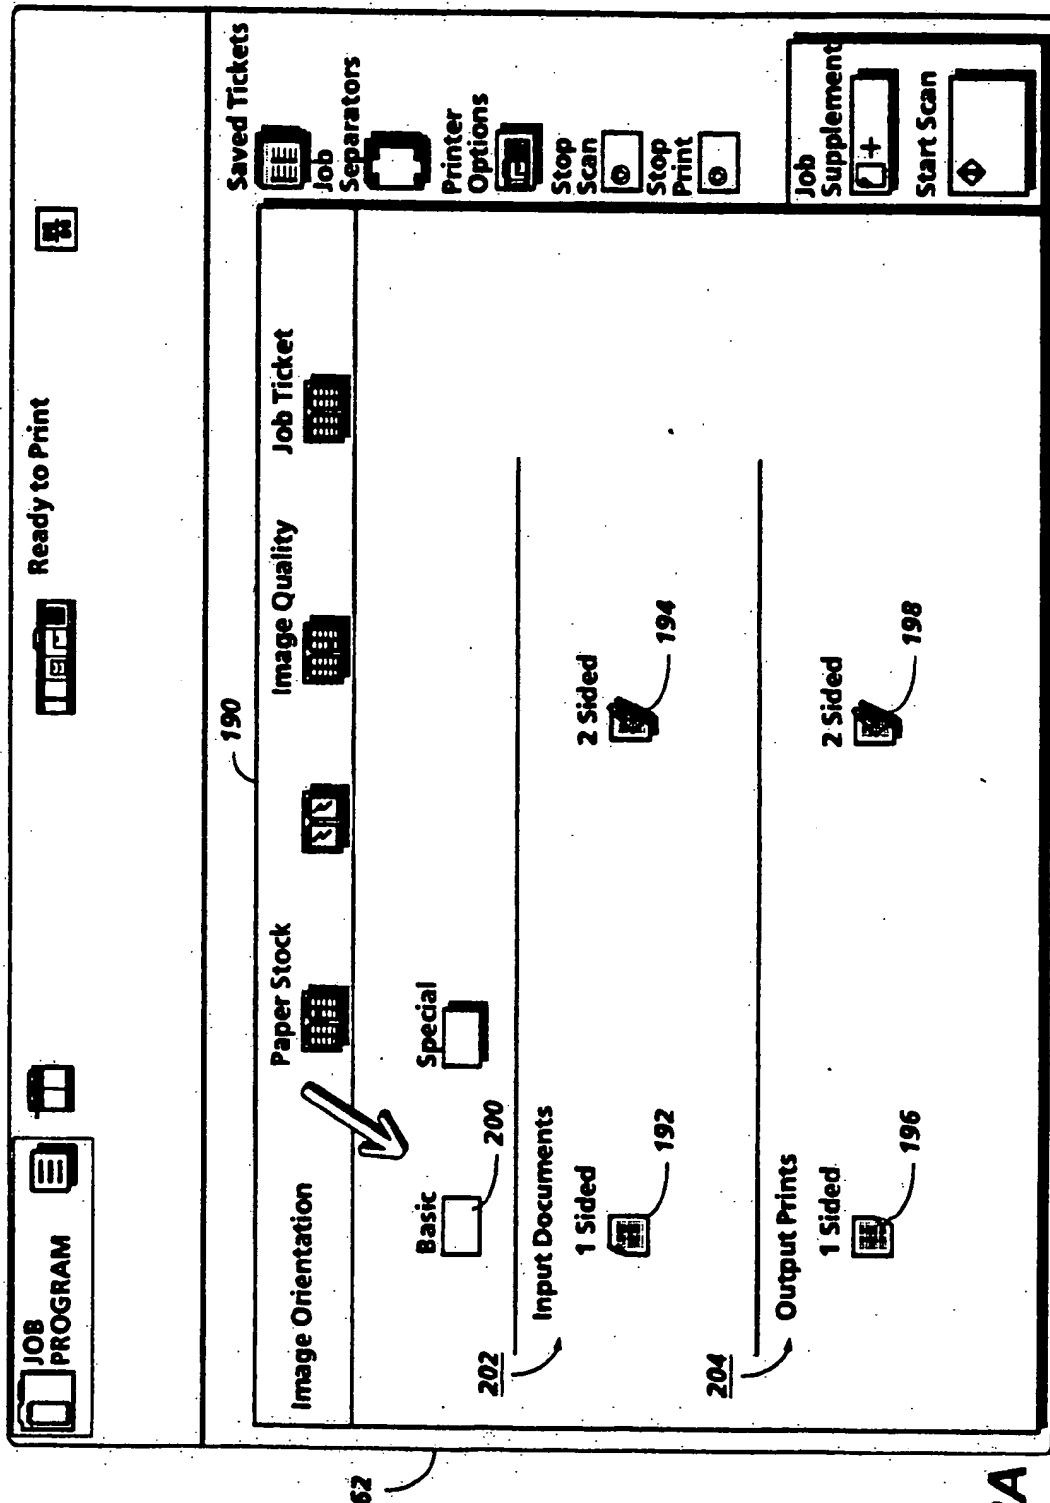 JOB
PROGRAM
Ready to Print
190
Image Orientation
Paper Stock
Image Quality
Job Ticket
Saved Tickets
Job
Separators
Printer
Options
Stop
Scan
Stop
Print
Job
Supplement
Start Scan
Basic
Special
200
202
Input Documents
1 Sided
192
2 Sided
194
204
Output Prints
1 Sided
196
2 Sided
198
62